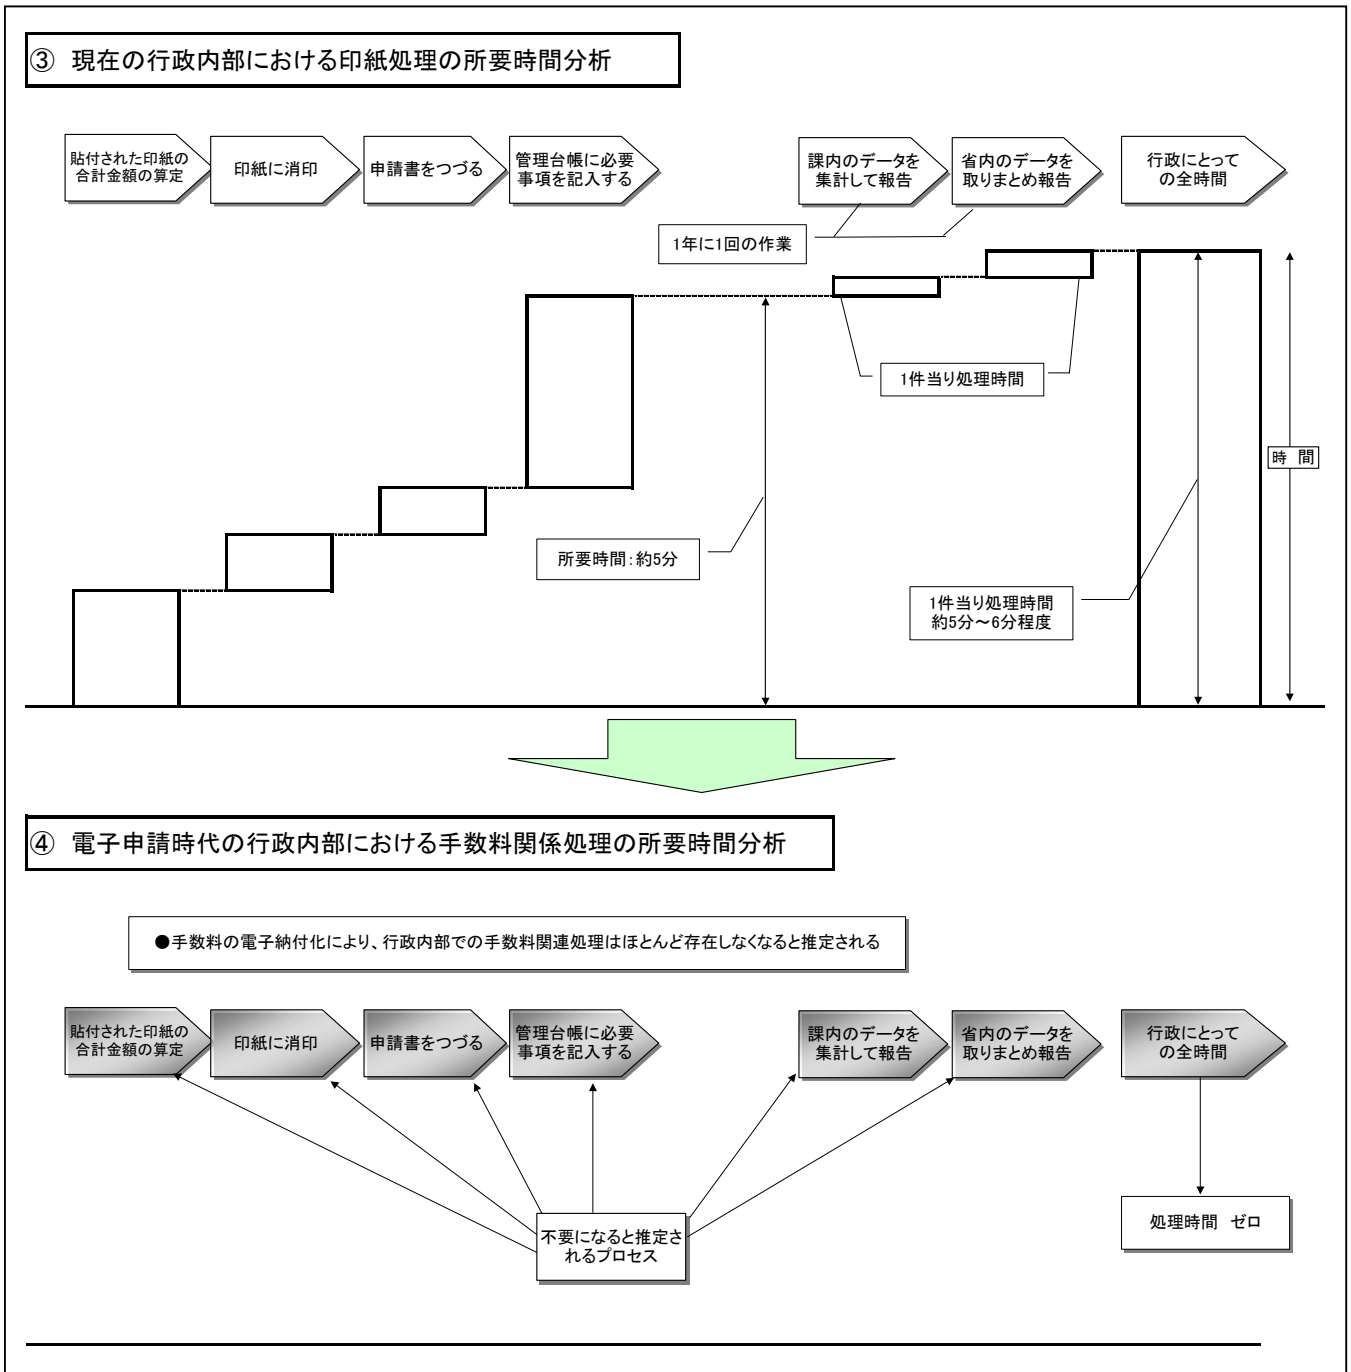 ③ 現在の行政内部における印紙処理の所要時間分析
貼付された印紙の
合計金額の算定
印紙に消印
申請書をつづる
管理台帳に必要
事項を記入する
課内のデータを
集計して報告
省内のデータを
取りまとめ報告
行政にとって
の全時間
1年に1回の作業
1件当り処理時間
時 間
所要時間：約5分
1件当り処理時間
約5分～6分程度
④ 電子申請時代の行政内部における手数料関係処理の所要時間分析
●手数料の電子納付化により、行政内部での手数料関連処理はほとんど存在しなくなると推定される
貼付された印紙の
合計金額の算定
印紙に消印
申請書をつづる
管理台帳に必要
事項を記入する
課内のデータを
集計して報告
省内のデータを
取りまとめ報告
行政にとって
の全時間
不要になると推定さ
れるプロセス
処理時間 ゼロ